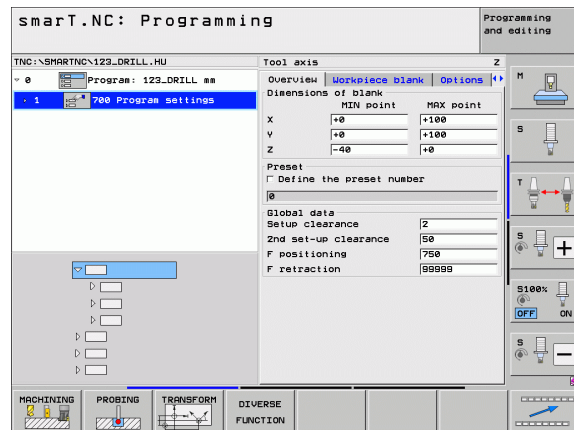 smarT.NC: Programming
Programming and editing
TNC:\SMARTNC\123_DRILL.HU
Tool axis Z
0 Program: 123_DRILL mm
1 700 Program settings
Overview Workpiece blank Options
Dimensions of blank
MIN point MAX point
X +0 +100
Y +0 +100
Z -40 +0
Preset
Define the preset number
0
Global data
Setup clearance 2
2nd set-up clearance 50
F positioning 750
F retraction 99999
M
S
T
S
S100%
OFF ON
S
MACHINING
PROBING
TRANSFORM
DIVERSE FUNCTION